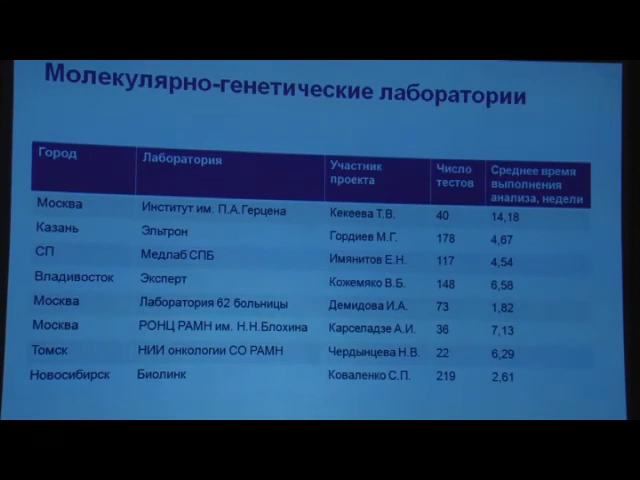 Молекулярно-генетические лаборатории
Город Лаборатория Участник проекта Число тестов Среднее время выполнения анализа, недели
Москва Институт им. П.А.Герцена Кекеева Т.В. 40 14,18
Казань Эльтрон Гордиев М.Г. 178 4,67
СП Медлаб СПБ Имянитов Е.Н. 117 4,54
Владивосток Эксперт Кожемяко В.Б. 148 6,58
Москва Лаборатория 62 больницы Демидова И.А. 73 1,82
Москва РОНЦ РАМН им. Н.Н.Блохина Карселадзе А.И. 36 7,13
Томск НИИ онкологии СО РАМН Чердынцева Н.В. 22 6,29
Новосибирск Биолинк Коваленко С.П. 219 2,61